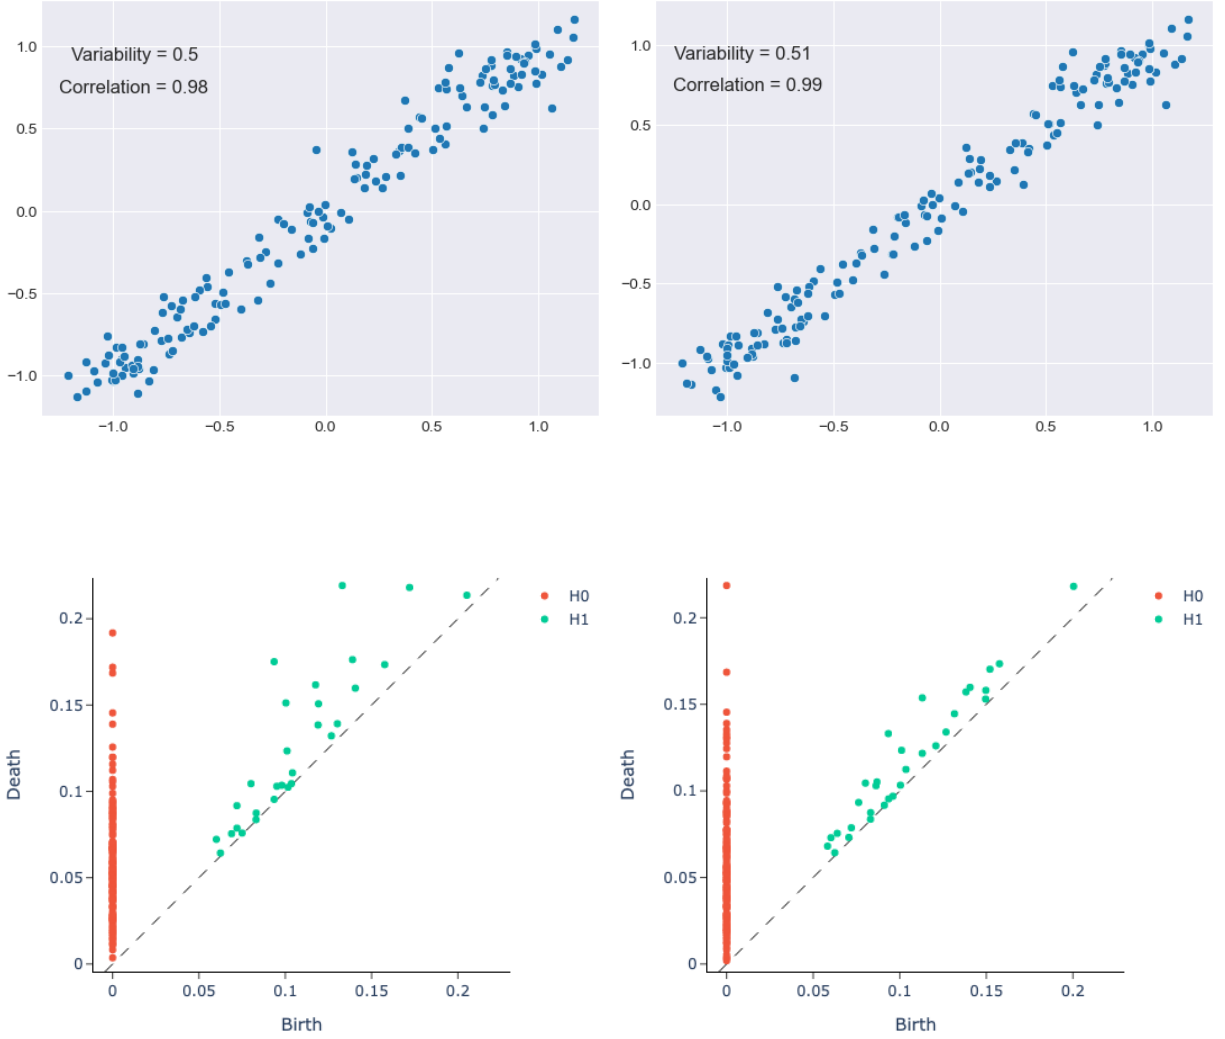 Variability = 0.5
Correlation = 0.98
1.0
0.5
0.0
−0.5
−1.0
−1.0 −0.5 0.0 0.5 1.0
Variability = 0.51
Correlation = 0.99
1.0
0.5
0.0
−0.5
−1.0
−1.0 −0.5 0.0 0.5 1.0
H0
H1
0.2
0.15
0.1
0.05
0
Death
0 0.05 0.1 0.15 0.2
Birth
H0
H1
0.2
0.15
0.1
0.05
0
Death
0 0.05 0.1 0.15 0.2
Birth